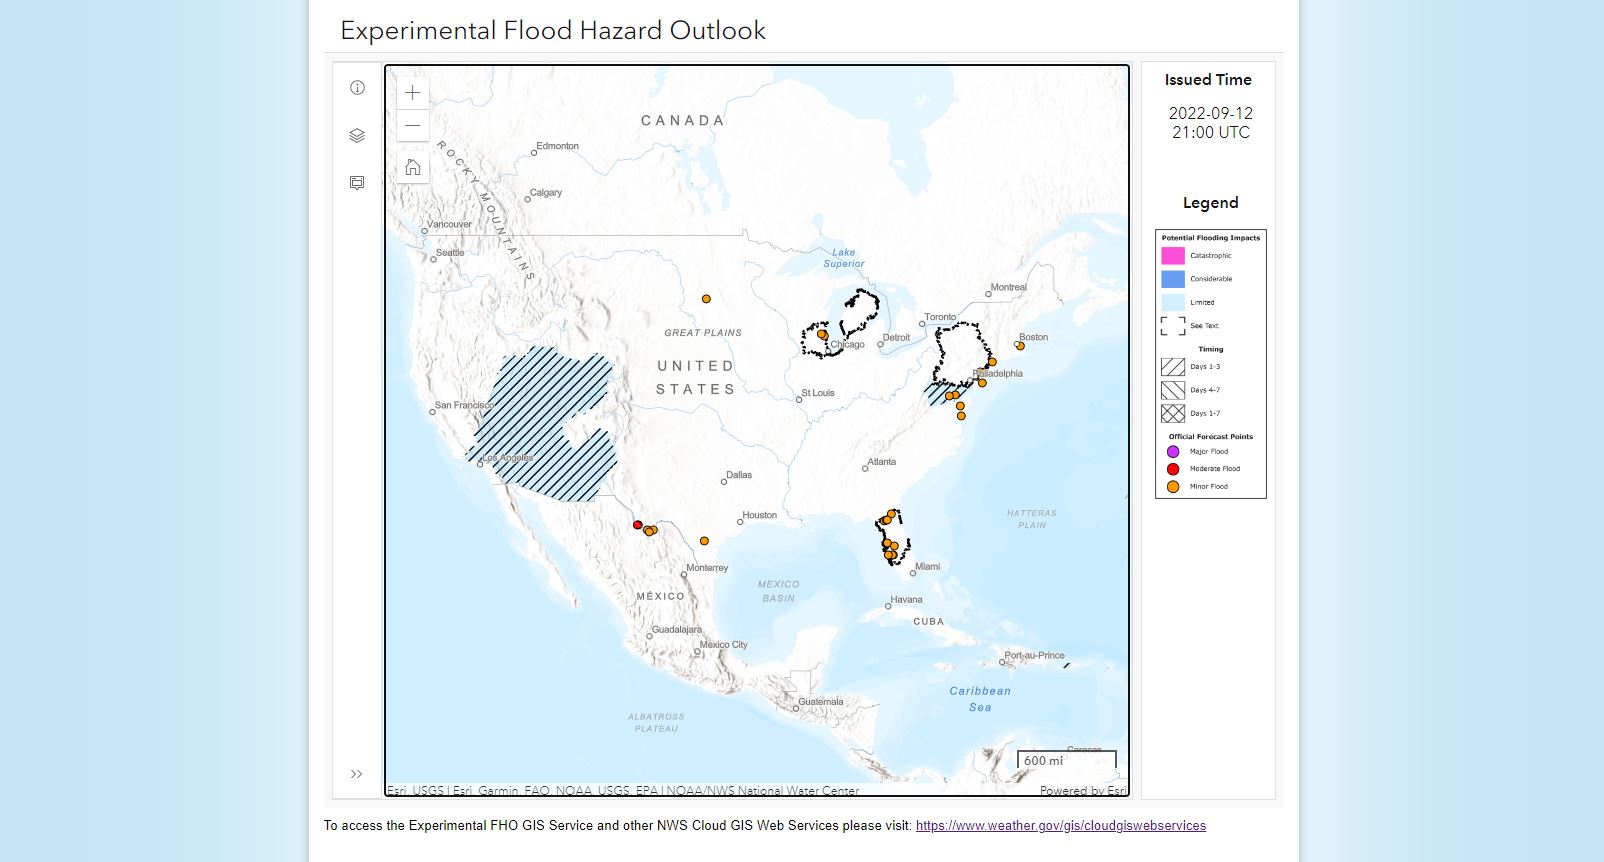 Experimental Flood Hazard Outlook
Issued Time
2022-09-12
21:00 UTC
Legend
Potential Flooding Impacts
Catastrophic
Considerable
Limited
See Text
Timing
Days 1-3
Days 4-7
Days 1-7
Official Forecast Points
Major Flood
Moderate Flood
Minor Flood
CANADA
ROCKY MOUNTAINS
Edmonton
Calgary
Vancouver
Seattle
Lake
Superior
Montreal
Toronto
Boston
GREAT PLAINS
Detroit
Chicago
UNITED
STATES
Philadelphia
St Louis
San Francisco
Los Angeles
Atlanta
Dallas
Houston
HATTERAS
PLAIN
Monterrey
Miami
MEXICO
BASIN
MÉXICO
Havana
CUBA
Guadalajara
Mexico City
Port-au-Prince
Guatemala
Caribbean
Sea
ALBATROSS
PLATEAU
Caracas
600 mi
Esri, USGS | Esri, Garmin, FAO, NOAA, USGS, EPA | NOAA/NWS National Water Center
Powered by Esri
To access the Experimental FHO GIS Service and other NWS Cloud GIS Web Services please visit: https://www.weather.gov/gis/cloudgiswebservices